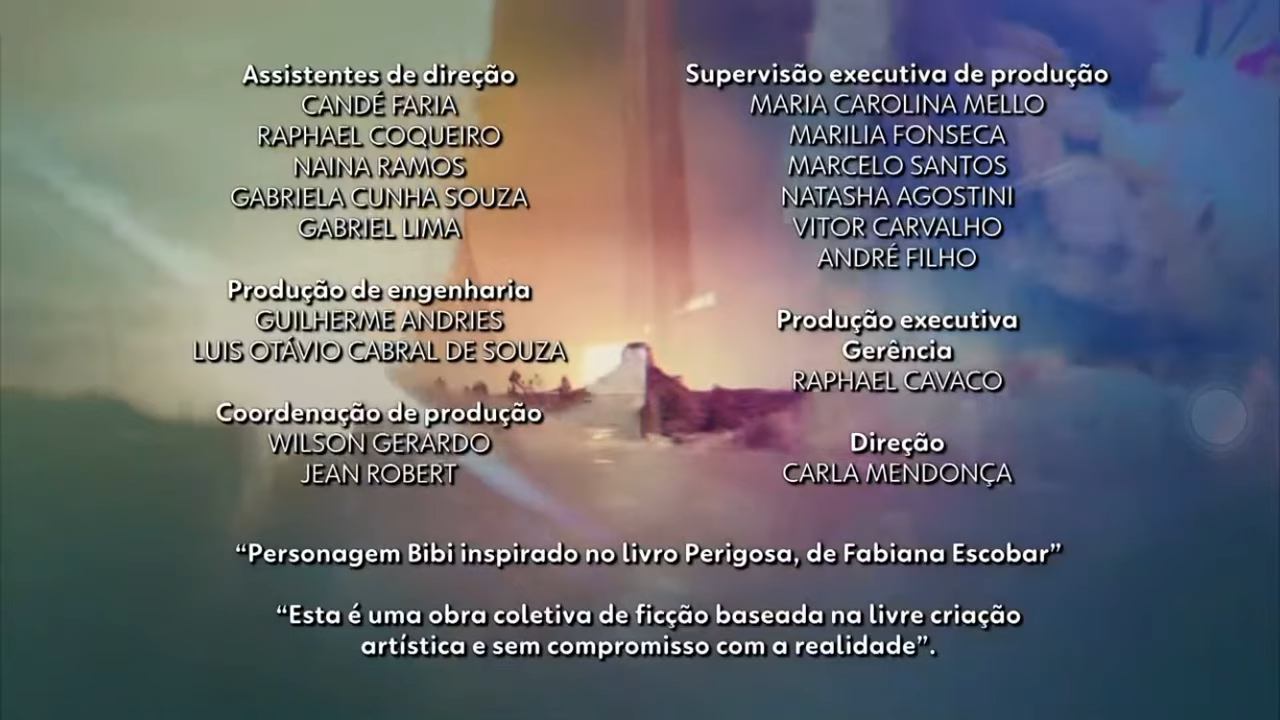 Assistentes de direção
CANDÉ FARIA
RAPHAEL COQUEIRO
NAINA RAMOS
GABRIELA CUNHA SOUZA
GABRIEL LIMA
Produção de engenharia
GUILHERME ANDRIES
LUIS OTÁVIO CABRAL DE SOUZA
Coordenação de produção
WILSON GERARDO
JEAN ROBERT
Supervisão executiva de produção
MARIA CAROLINA MELLO
MARILIA FONSECA
MARCELO SANTOS
NATASHA AGOSTINI
VITOR CARVALHO
ANDRÉ FILHO
Produção executiva
Gerência
RAPHAEL CAVACO
Direção
CARLA MENDONÇA
“Personagem Bibi inspirado no livro Perigosa, de Fabiana Escobar”
“Esta é uma obra coletiva de ficção baseada na livre criação
artística e sem compromisso com a realidade”.